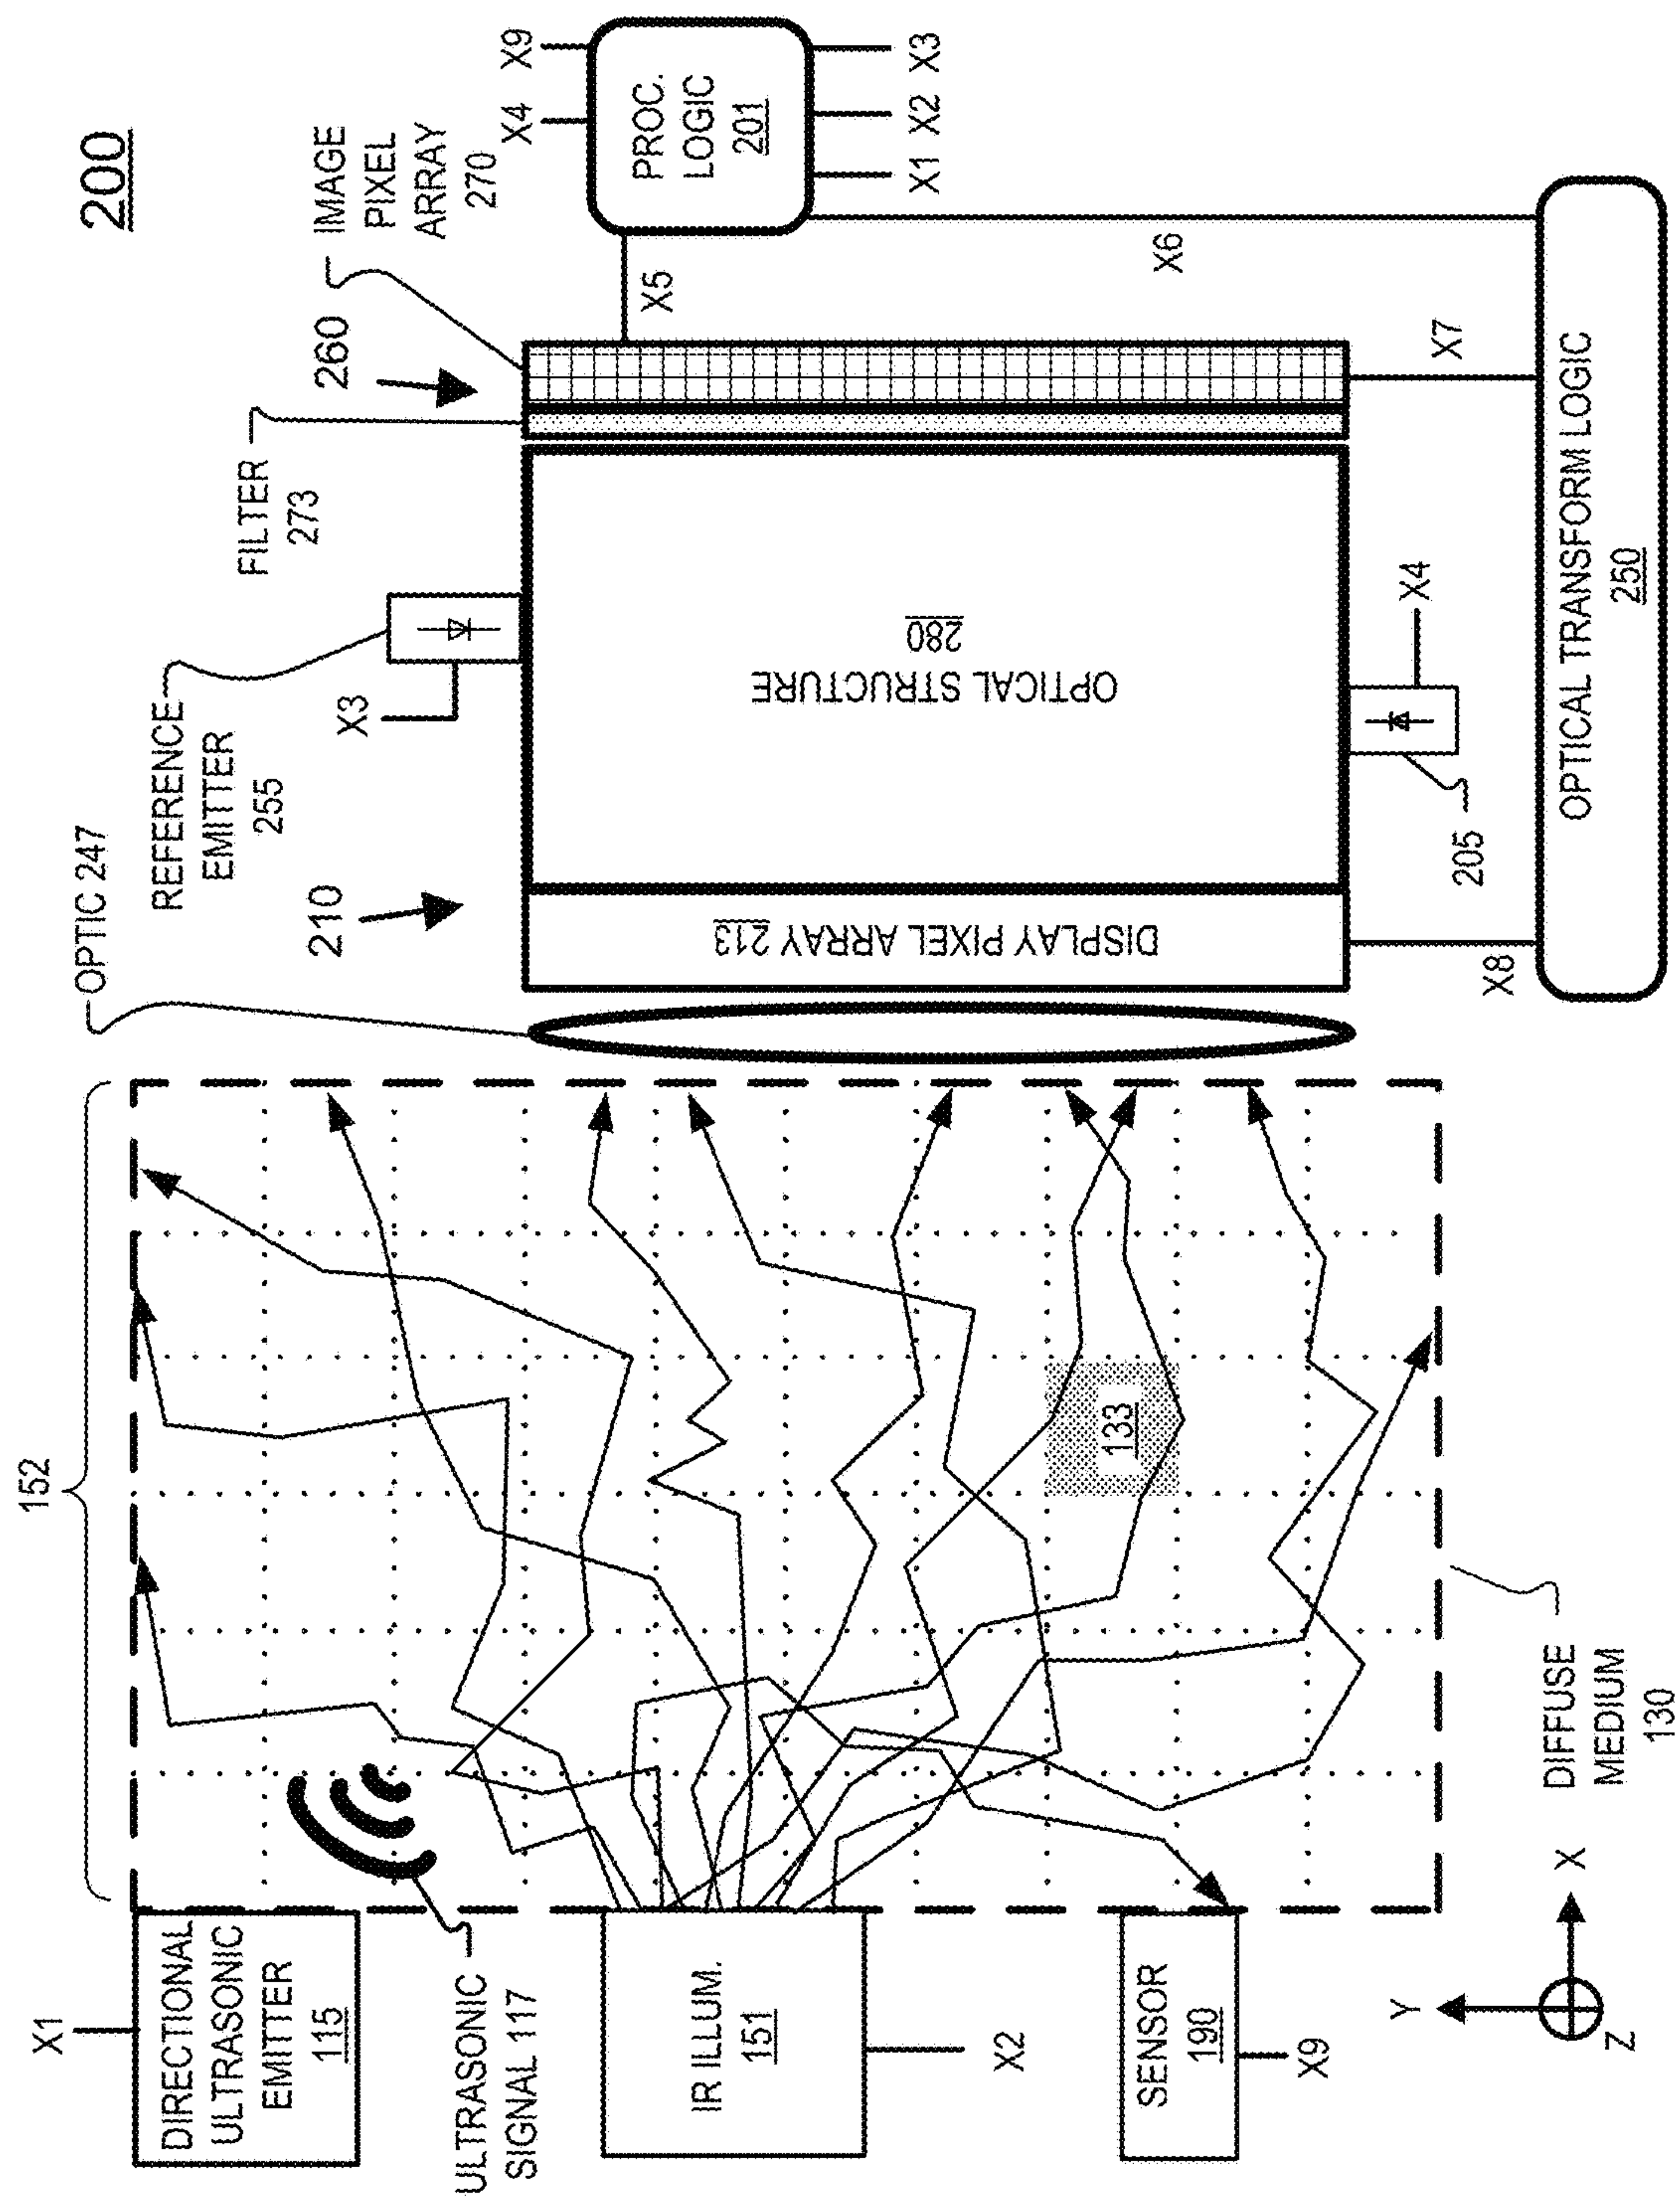 200
152
X1
DIRECTIONAL
ULTRASONIC
EMITTER
115
ULTRASONIC
SIGNAL 117
IR ILLUM.
151
X2
SENSOR
190
X9
Y
X
Z
DIFFUSE
MEDIUM
130
133
OPTIC 247
210
REFERENCE
EMITTER
255
X3
FILTER
273
260
IMAGE
PIXEL
ARRAY
270
DISPLAY PIXEL ARRAY 213
OPTICAL STRUCTURE
280
205
X4
X4
X9
PROC.
LOGIC
201
X1
X2
X3
X5
X6
X7
X8
OPTICAL TRANSFORM LOGIC
250